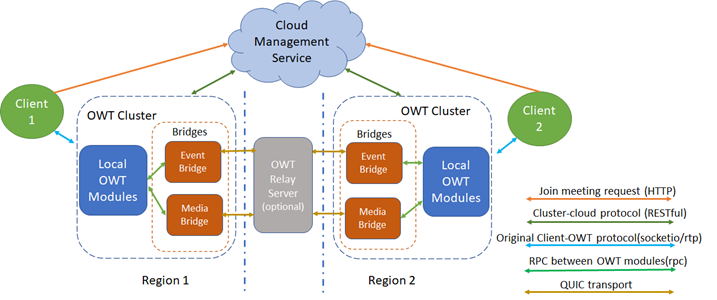 Cloud
Management
Service
Client
1
Client
2
OWT Cluster
OWT Cluster
Bridges
Bridges
Local
OWT
Modules
Event
Bridge
Media
Bridge
OWT
Relay
Server
(optional)
Event
Bridge
Media
Bridge
Local
OWT
Modules
Region 1
Region 2
Join meeting request (HTTP)
Cluster-cloud protocol (RESTful)
Original Client-OWT protocol(socketio/rtp)
RPC between OWT modules(rpc)
QUIC transport